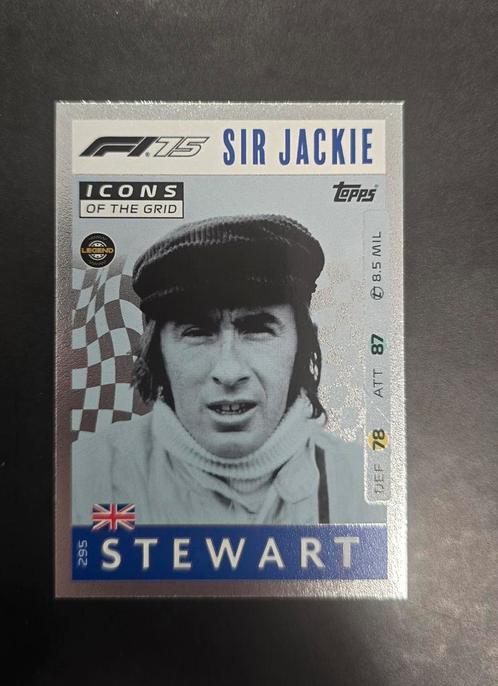 F1 75 SIR JACKIE
ICONS
OF THE GRID
topps
LEGEND
8.5 MIL
ATT 87
DEF 78
295
STEWART